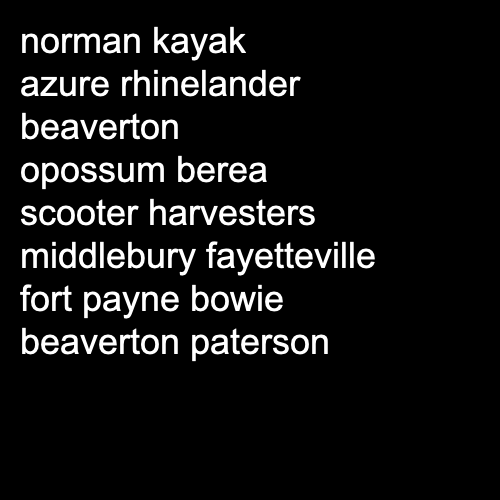 norman kayak
azure rhinelander
beaverton
opossum berea
scooter harvesters
middlebury fayetteville
fort payne bowie
beaverton paterson